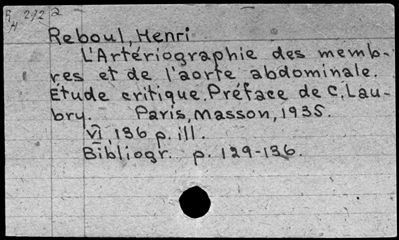 R 272
H
Reboul, Henri
L'Artériographie des memb-
res et de l'aorte abdominale.
Etude critique. Préface de C. Lau-
bry. Paris, Masson, 1935.
VI, 136 p. ill.
Bibliogr. p. 129-136.